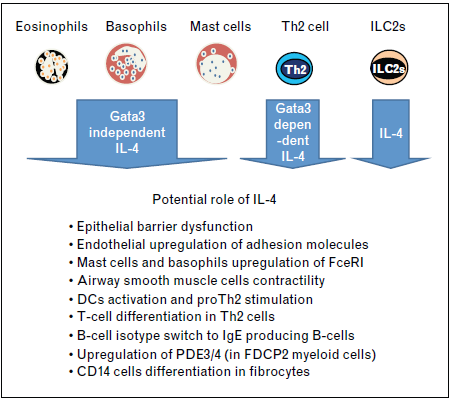 Eosinophils Basophils Mast cells Th2 cell ILC2s
Th2 ILC2s
Gata3
independent
IL-4
Gata3
depen
-dent
IL-4
IL-4
Potential role of IL-4
• Epithelial barrier dysfunction
• Endothelial upregulation of adhesion molecules
• Mast cells and basophils upregulation of FceRI
• Airway smooth muscle cells contractility
• DCs activation and proTh2 stimulation
• T-cell differentiation in Th2 cells
• B-cell isotype switch to IgE producing B-cells
• Upregulation of PDE3/4 (in FDCP2 myeloid cells)
• CD14 cells differentiation in fibrocytes